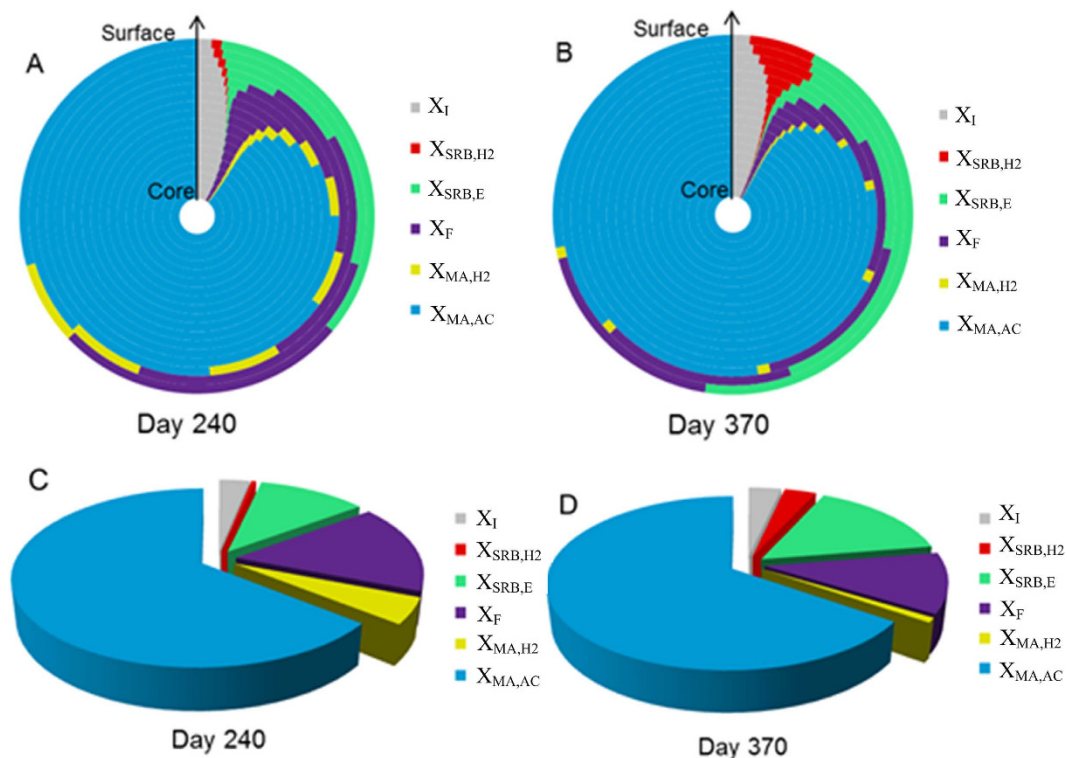 A
Surface
Core
X_I
X_SRB,H2
X_SRB,E
X_F
X_MA,H2
X_MA,AC
Day 240
B
Surface
Core
X_I
X_SRB,H2
X_SRB,E
X_F
X_MA,H2
X_MA,AC
Day 370
C
X_I
X_SRB,H2
X_SRB,E
X_F
X_MA,H2
X_MA,AC
Day 240
D
X_I
X_SRB,H2
X_SRB,E
X_F
X_MA,H2
X_MA,AC
Day 370